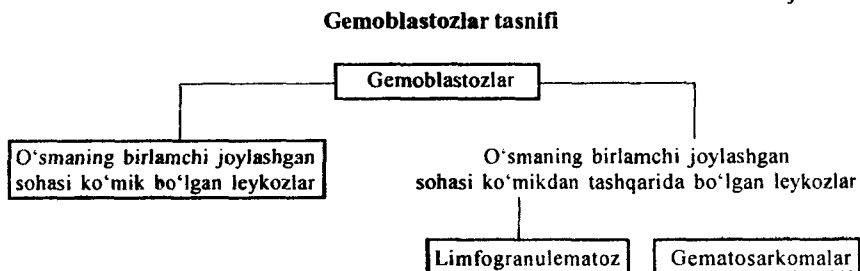 Gemoblastozlar tasnifi
Gemoblastozlar
O‘smaning birlamchi joylashgan
sohasi ko‘mik bo‘lgan leykozlar
O‘smaning birlamchi joylashgan
sohasi ko‘mikdan tashqarida bo‘lgan leykozlar
Limfogranulematoz
Gematosarkomalar